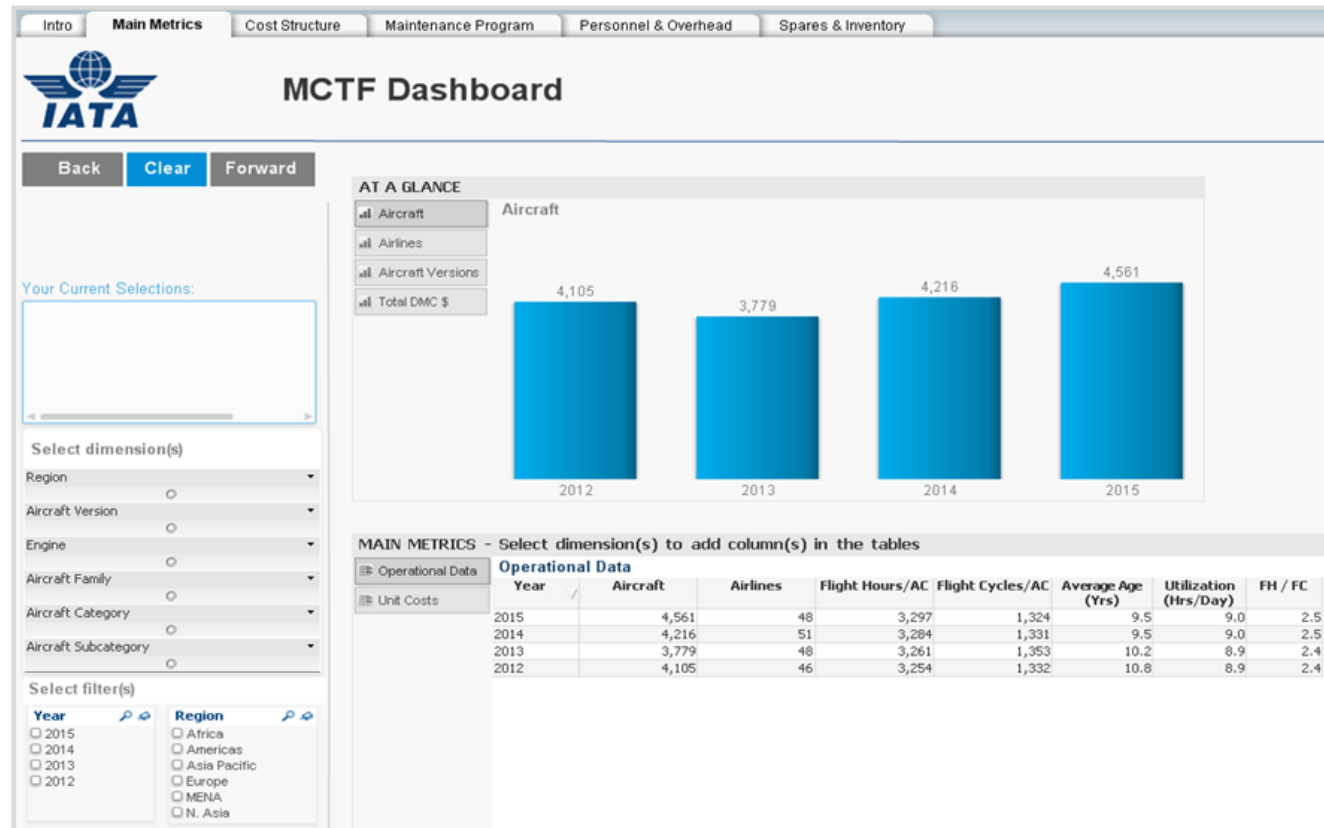 Intro Main Metrics Cost Structure Maintenance Program Personnel & Overhead Spares & Inventory
IATA
MCTF Dashboard
Back Clear Forward
Your Current Selections:
Select dimension(s)
Region
Aircraft Version
Engine
Aircraft Family
Aircraft Category
Aircraft Subcategory
Select filter(s)
Year
2015
2014
2013
2012
Region
Africa
Americas
Asia Pacific
Europe
MENA
N. Asia
AT A GLANCE
Aircraft
Airlines
Aircraft Versions
Total DMC $
Aircraft
4,105 3,779 4,216 4,561
2012 2013 2014 2015
MAIN METRICS - Select dimension(s) to add column(s) in the tables
Operational Data
Unit Costs
Operational Data
Year Aircraft Airlines Flight Hours/AC Flight Cycles/AC Average Age (Yrs) Utilization (Hrs/Day) FH / FC
2015 4,561 48 3,297 1,324 9.5 9.0 2.5
2014 4,216 51 3,284 1,331 9.5 9.0 2.5
2013 3,779 48 3,261 1,353 10.2 8.9 2.4
2012 4,105 46 3,254 1,332 10.8 8.9 2.4